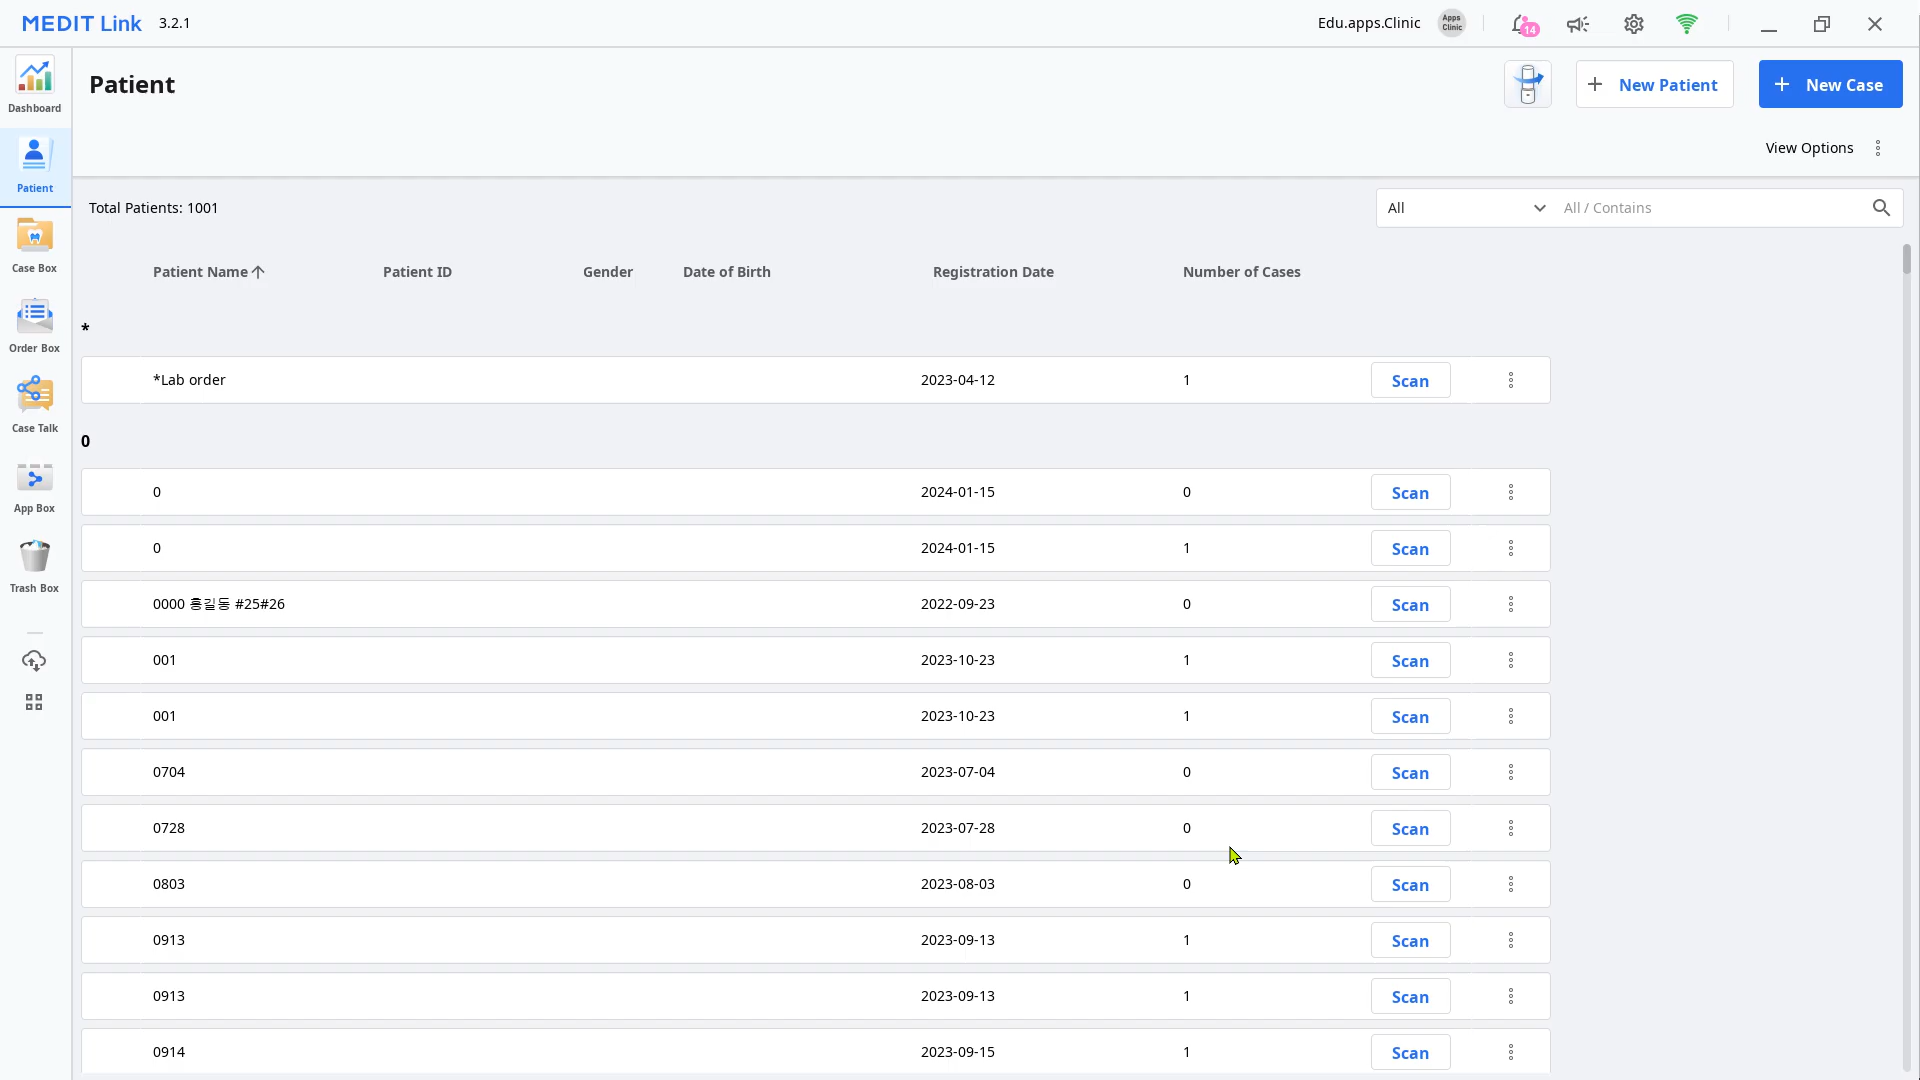 MEDIT Link 3.2.1 Edu.apps.Clinic Apps Clinic 14
Dashboard
Patient
Case Box
Order Box
Case Talk
App Box
Trash Box
Patient
New Patient
New Case
View Options
Total Patients: 1001
All
All / Contains
Patient Name Patient ID Gender Date of Birth Registration Date Number of Cases
*
*Lab order 2023-04-12 1 Scan
0
0 2024-01-15 0 Scan
0 2024-01-15 1 Scan
0000 홍길동 #25#26 2022-09-23 0 Scan
001 2023-10-23 1 Scan
001 2023-10-23 1 Scan
0704 2023-07-04 0 Scan
0728 2023-07-28 0 Scan
0803 2023-08-03 0 Scan
0913 2023-09-13 1 Scan
0913 2023-09-13 1 Scan
0914 2023-09-15 1 Scan